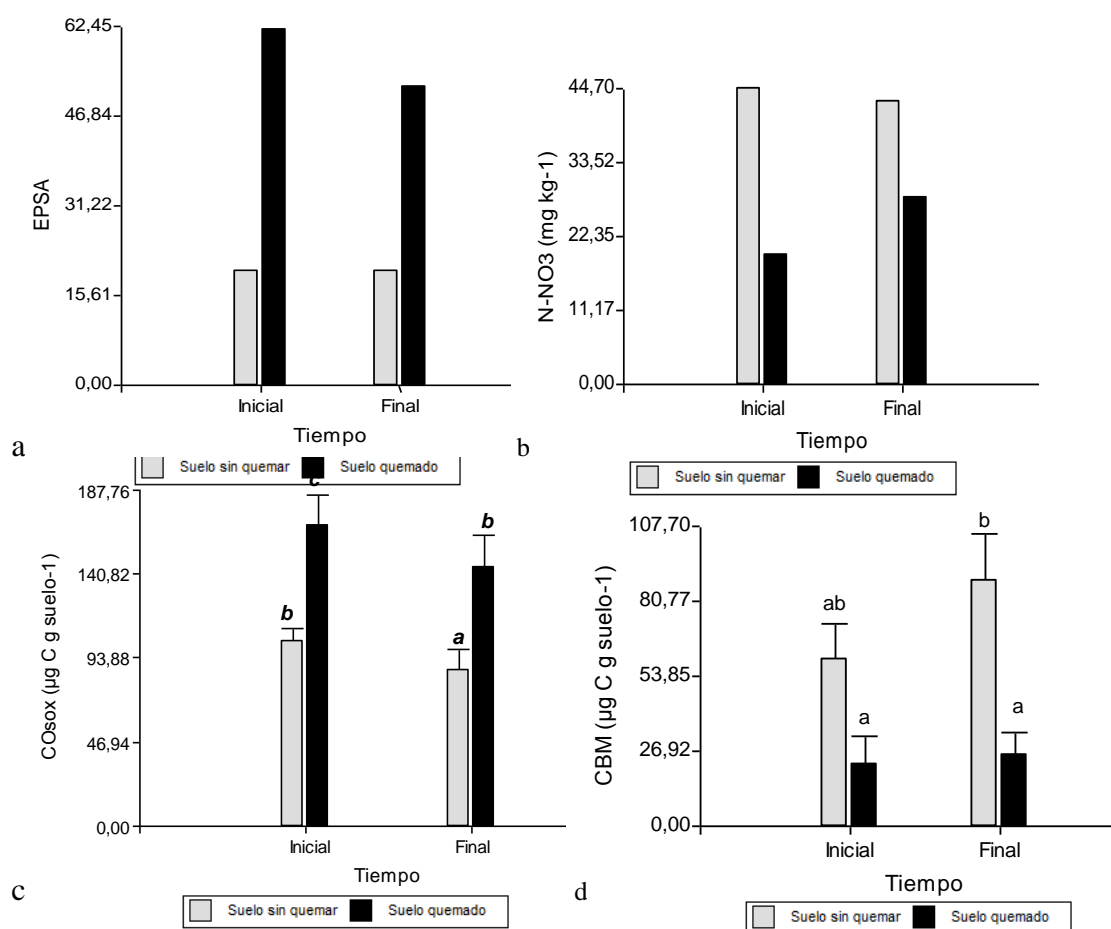 62,45
46,84
31,22
15,61
0,00
EPSA
Inicial
Final
Tiempo
a
Suelo sin quemar
Suelo quemado
44,70
33,52
22,35
11,17
0,00
N-NO3 (mg kg-1)
Inicial
Final
Tiempo
b
Suelo sin quemar
Suelo quemado
187,76
140,82
93,88
46,94
0,00
COsox (µg C g suelo-1)
b
c
a
b
Inicial
Final
Tiempo
c
Suelo sin quemar
Suelo quemado
107,70
80,77
53,85
26,92
0,00
CBM (µg C g suelo-1)
ab
a
b
a
Inicial
Final
Tiempo
d
Suelo sin quemar
Suelo quemado